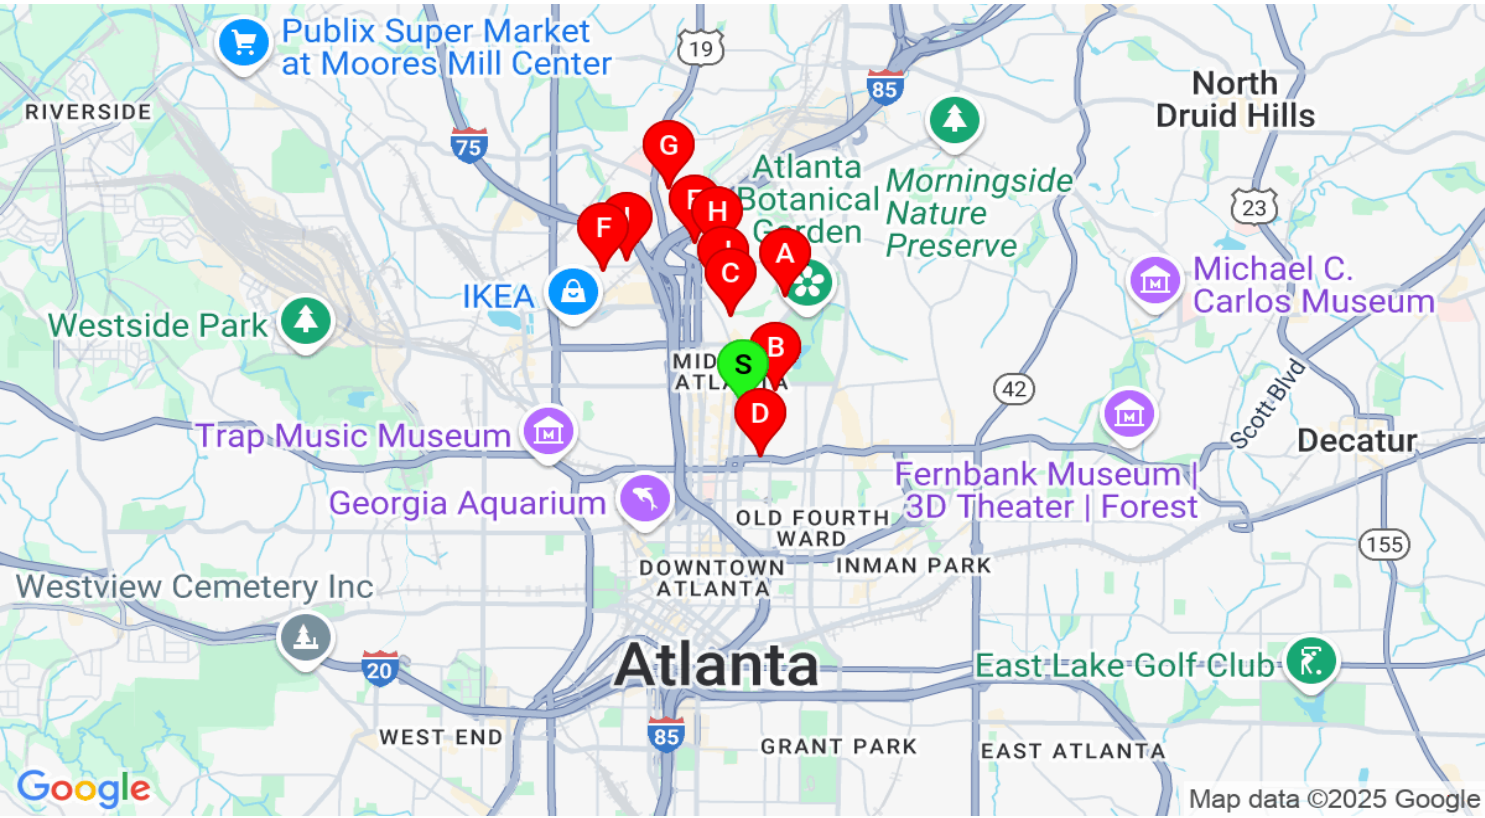 Publix Super Market
at Moores Mill Center
19
85
North
Druid Hills
RIVERSIDE
75
G
Atlanta
Botanical
Garden
Morningside
Nature
Preserve
23
H
F
A
C
IKEA
Michael C.
Carlos Museum
Westside Park
B
S
42
Scott Blvd
D
Trap Music Museum
Decatur
Georgia Aquarium
Fernbank Museum |
3D Theater | Forest
OLD FOURTH
WARD
155
DOWNTOWN
ATLANTA
INMAN PARK
Westview Cemetery Inc
20
Atlanta
East Lake Golf Club
WEST END
85
GRANT PARK
EAST ATLANTA
Google
Map data ©2025 Google